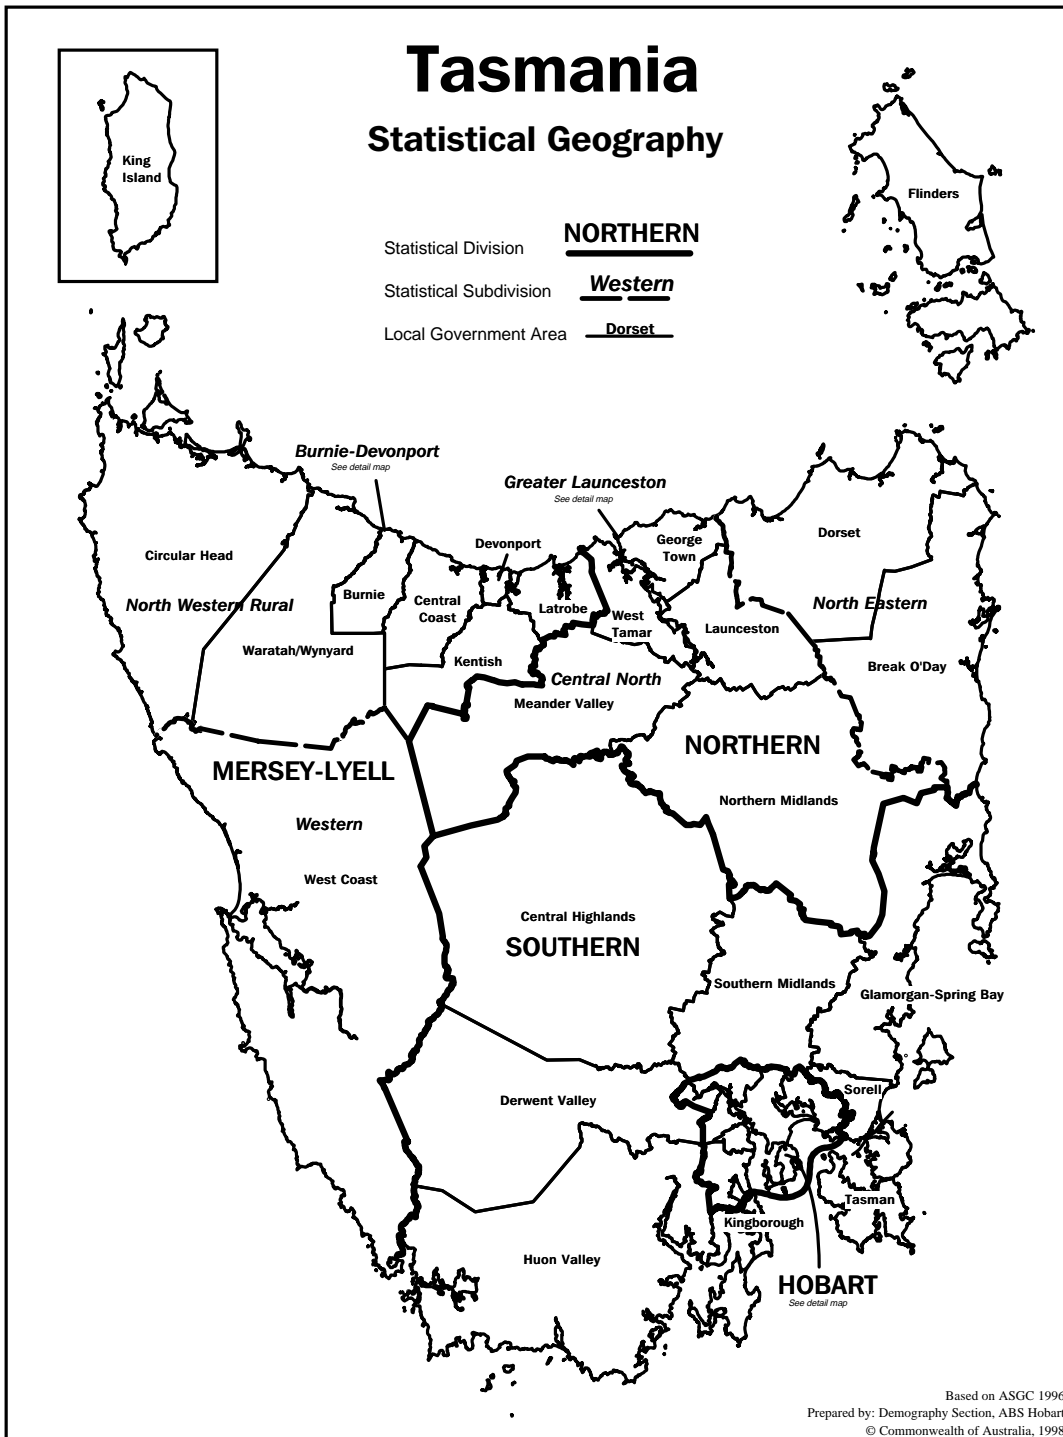 Tasmania
Statistical Geography
King
Island
Flinders
Statistical Division
NORTHERN
Statistical Subdivision
Western
Local Government Area
Dorset
Burnie-Devonport
See detail map
Greater Launceston
See detail map
Circular Head
North Western Rural
Waratah/Wynyard
Burnie
Central
Coast
Devonport
Latrobe
Kentish
George
Town
West
Tamar
Launceston
Dorset
North Eastern
Break O'Day
Central North
Meander Valley
NORTHERN
Northern Midlands
MERSEY-LYELL
Western
West Coast
Central Highlands
SOUTHERN
Southern Midlands
Glamorgan-Spring Bay
Derwent Valley
Sorell
Tasman
Kingborough
Huon Valley
HOBART
See detail map
Based on ASGC 1996
Prepared by: Demography Section, ABS Hobart
© Commonwealth of Australia, 1998